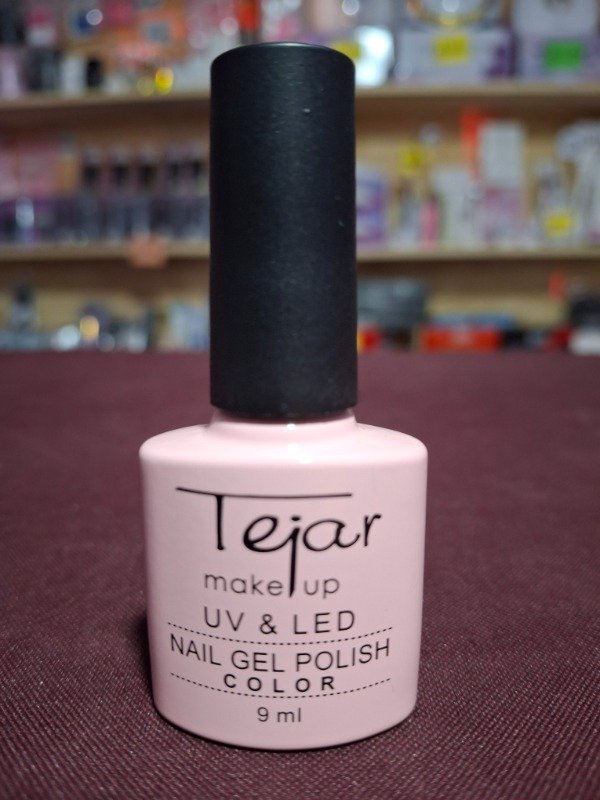 Tejar
make up
UV & LED
NAIL GEL POLISH
COLOR
9 ml